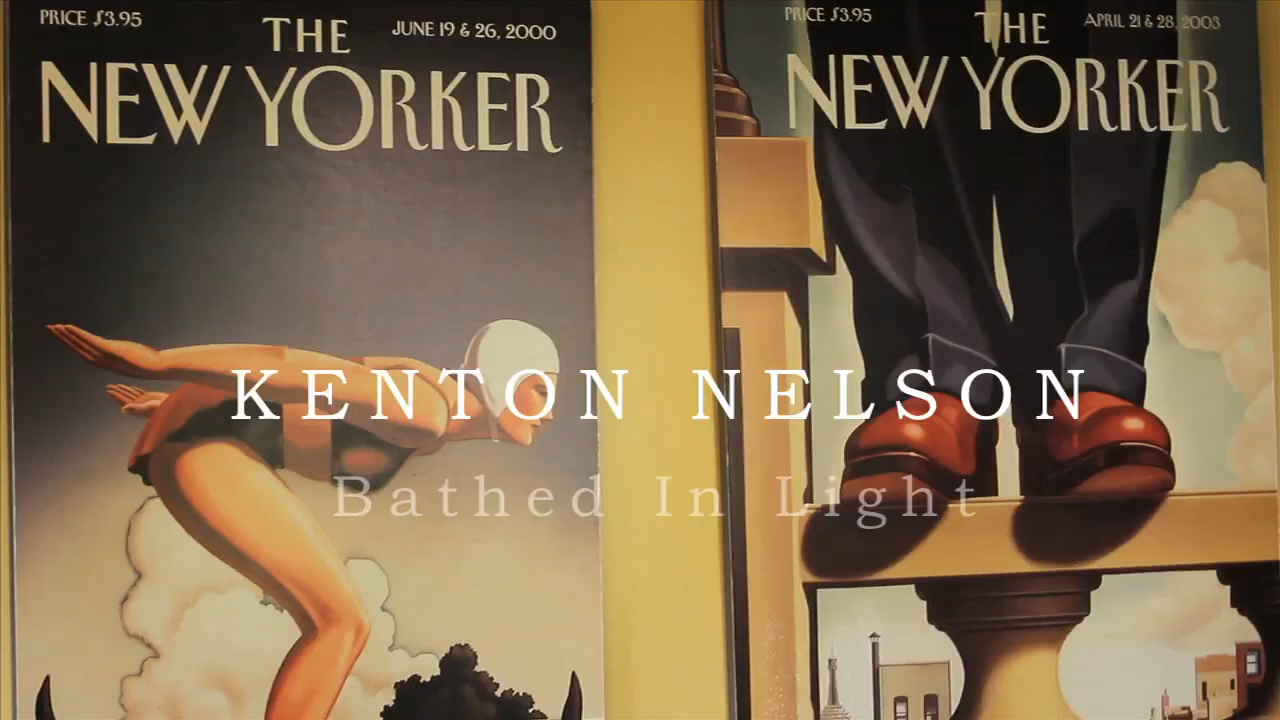 PRICE $3.95
JUNE 19 & 26, 2000
THE
NEW YORKER
PRICE $3.95
APRIL 21 & 28, 2003
THE
NEW YORKER
KENTON NELSON
Bathed In Light